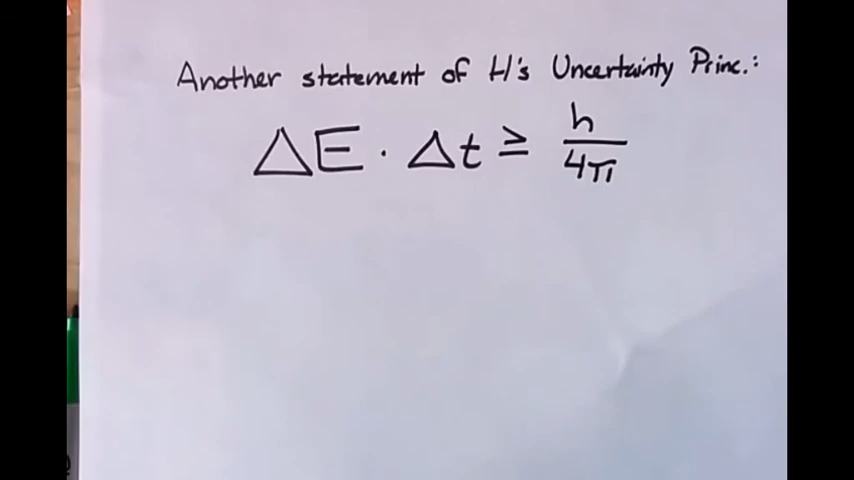 Another statement of H's Uncertainty Princ.:
ΔE · Δt ≥ h/4π